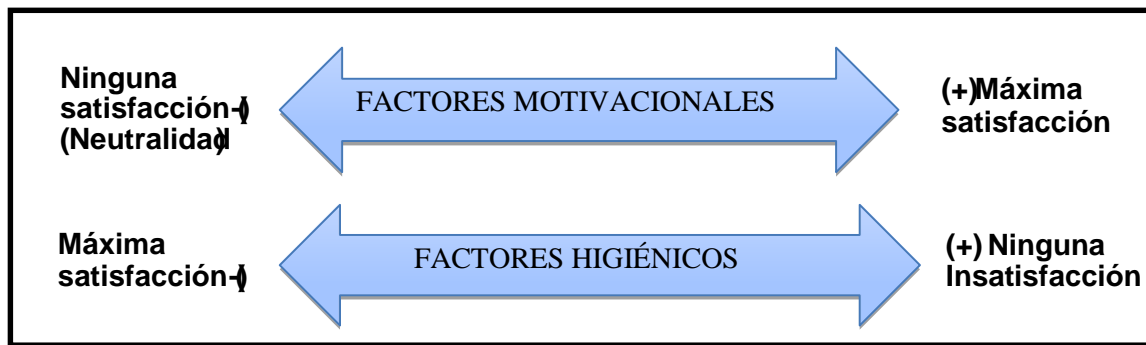 Ninguna
satisfacción-()
(Neutralidad)
FACTORES MOTIVACIONALES
(+)Máxima
satisfacción
Máxima
satisfacción-()
FACTORES HIGIÉNICOS
(+) Ninguna
Insatisfacción